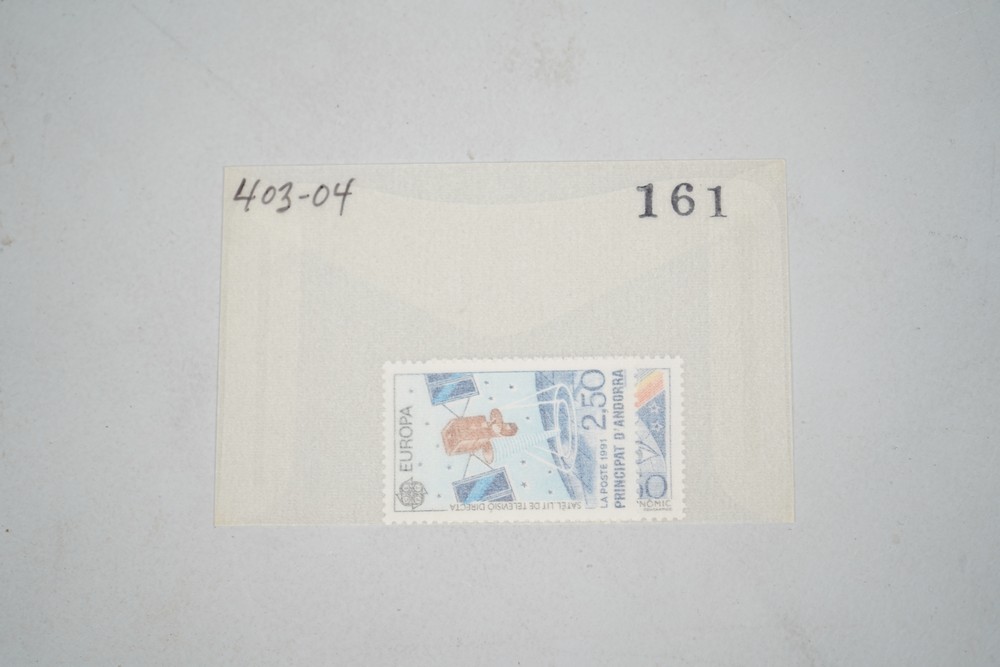 403-04
161
EUROPA
SATÈL·LIT DE TELEVISIÓ DIRECTA
2,50
LA POSTE 1991
PRINCIPAT D'ANDORRA